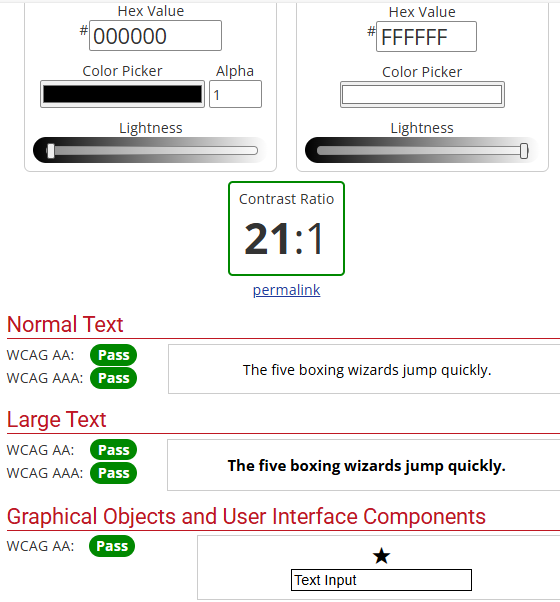 Hex Value
Hex Value
# 000000
# FFFFFF
Color Picker
Alpha
Color Picker
1
Lightness
Lightness
Contrast Ratio
21:1
permalink
Normal Text
WCAG AA: Pass
WCAG AAA: Pass
The five boxing wizards jump quickly.
Large Text
WCAG AA: Pass
WCAG AAA: Pass
The five boxing wizards jump quickly.
Graphical Objects and User Interface Components
WCAG AA: Pass
★
Text Input